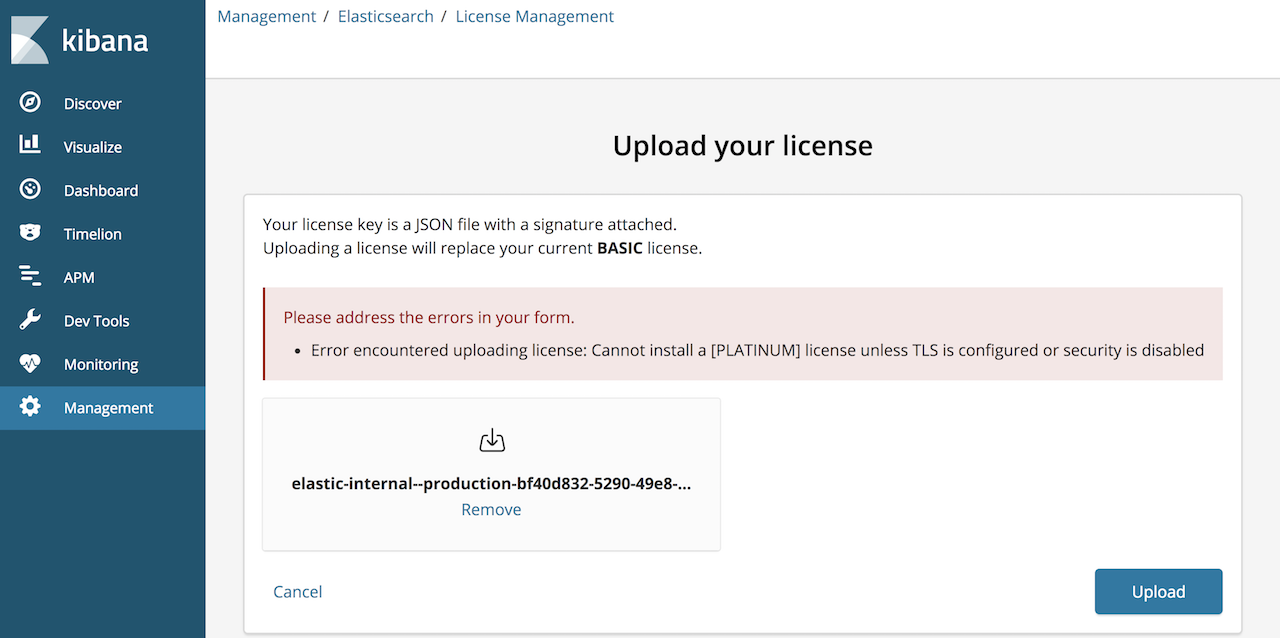 kibana
Discover
Visualize
Dashboard
Timelion
APM
Dev Tools
Monitoring
Management
Management / Elasticsearch / License Management
Upload your license
Your license key is a JSON file with a signature attached.
Uploading a license will replace your current BASIC license.
Please address the errors in your form.
• Error encountered uploading license: Cannot install a [PLATINUM] license unless TLS is configured or security is disabled
elastic-internal--production-bf40d832-5290-49e8-...
Remove
Cancel
Upload